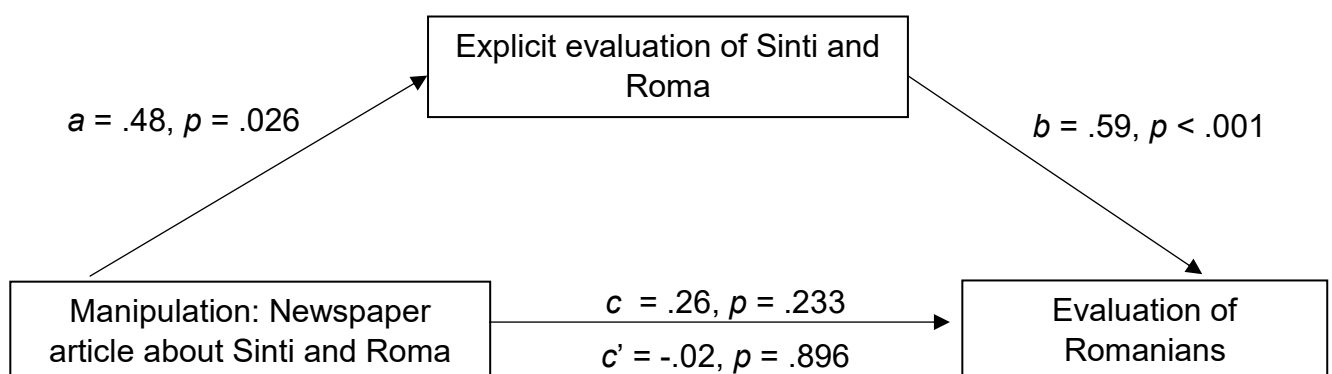 Explicit evaluation of Sinti and
Roma
a = .48, p = .026
b = .59, p < .001
Manipulation: Newspaper
article about Sinti and Roma
c = .26, p = .233
c' = -.02, p = .896
Evaluation of
Romanians